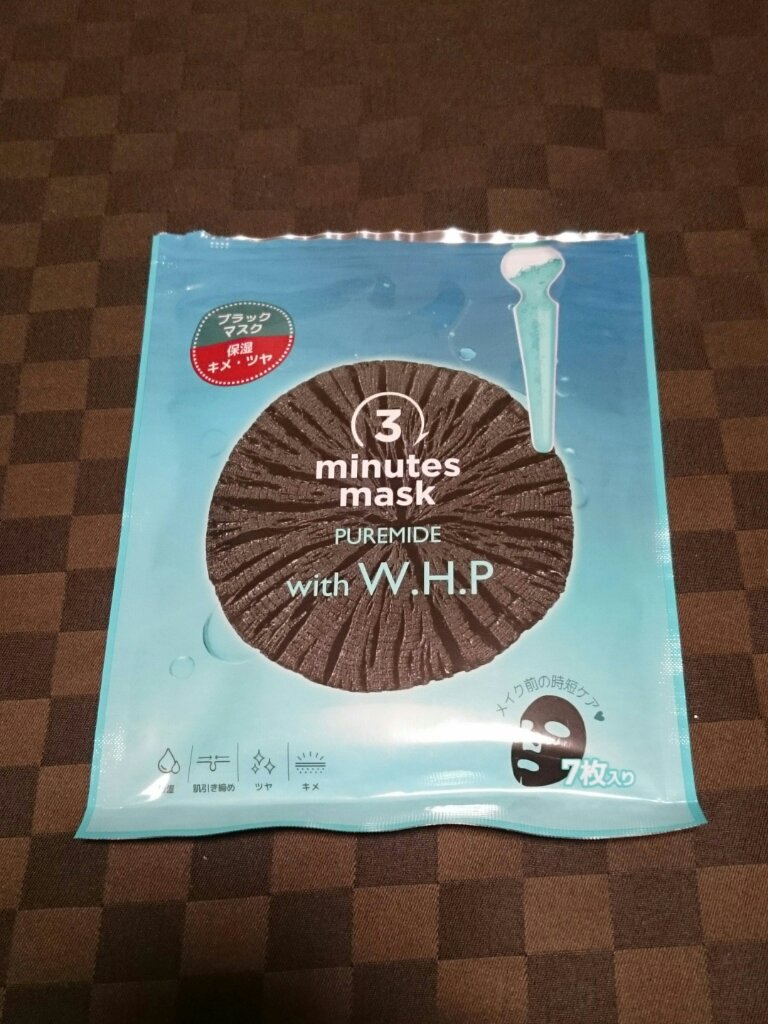 ブラック
マスク
保湿
キメ・ツヤ
3
minutes
mask
PUREMIDE
with W.H.P
メイク前の時短ケア♥
7枚入り
湿
肌引き締め
ツヤ
キメ